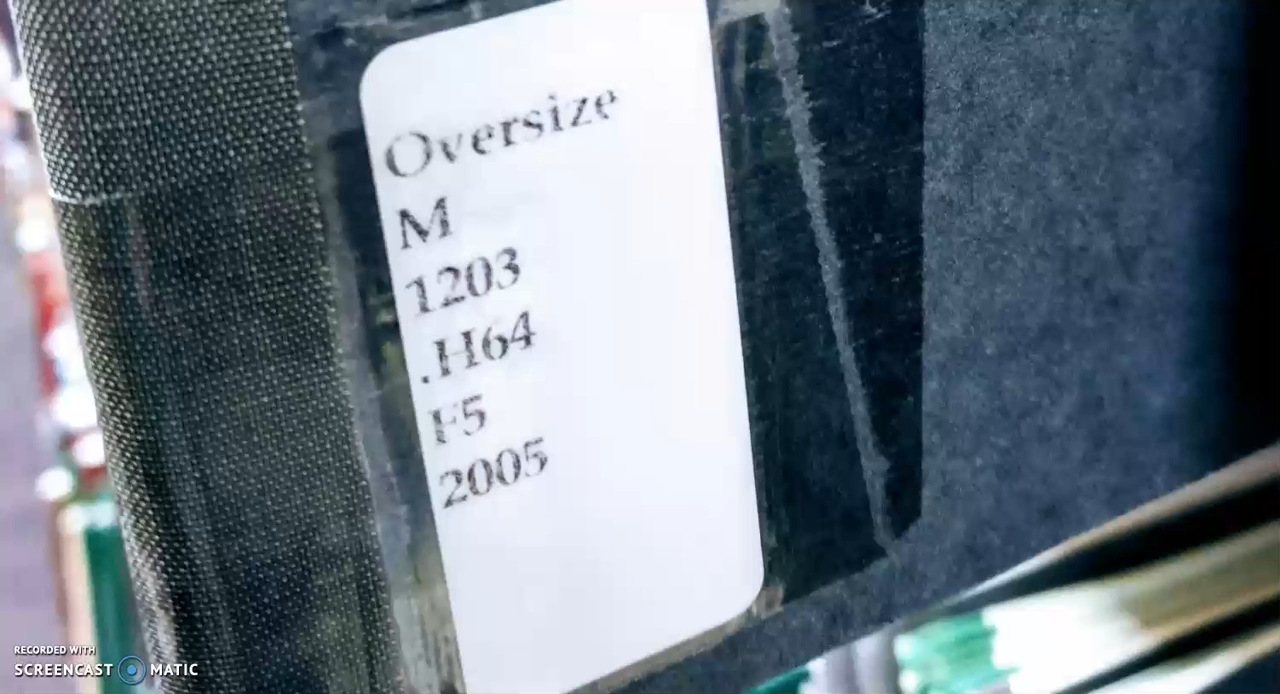 Oversize
M
1203
.H64
F5
2005
RECORDED WITH
SCREENCAST MATIC